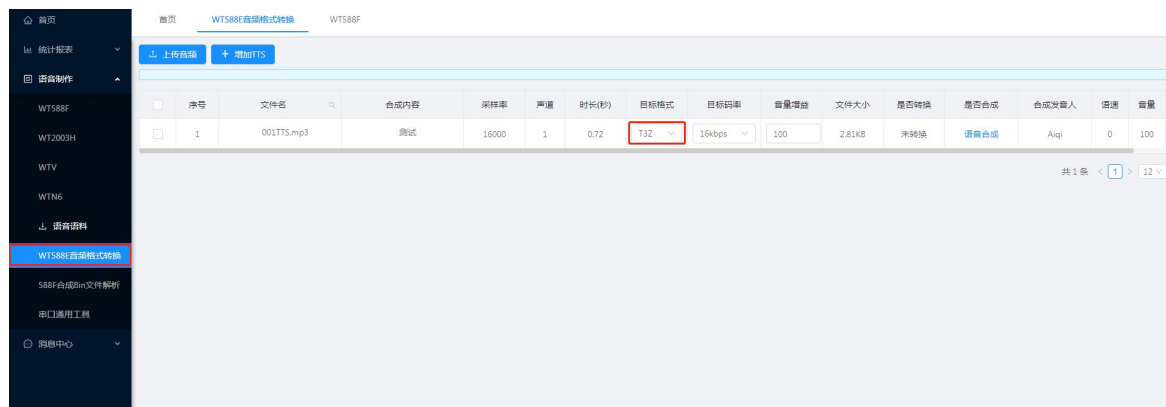 首页
统计报表
语音制作
WT588F
WT2003H
WTV
WTN6
语音语料
WT588E音频格式转换
588F合成Bin文件解析
串口通用工具
消息中心
首页 WT588E音频格式转换 WT588F
上传音频 + 增加TTS
序号 文件名 合成内容 采样率 声道 时长(秒) 目标格式 目标码率 音量增益 文件大小 是否转换 是否合成 合成发音人 语速 音量
1 001TTS.mp3 测试 16000 1 0.72 T3Z 16kbps 100 2.81KB 未转换 语音合成 Aiqi 0 100
共 1 条 < 1 > 12